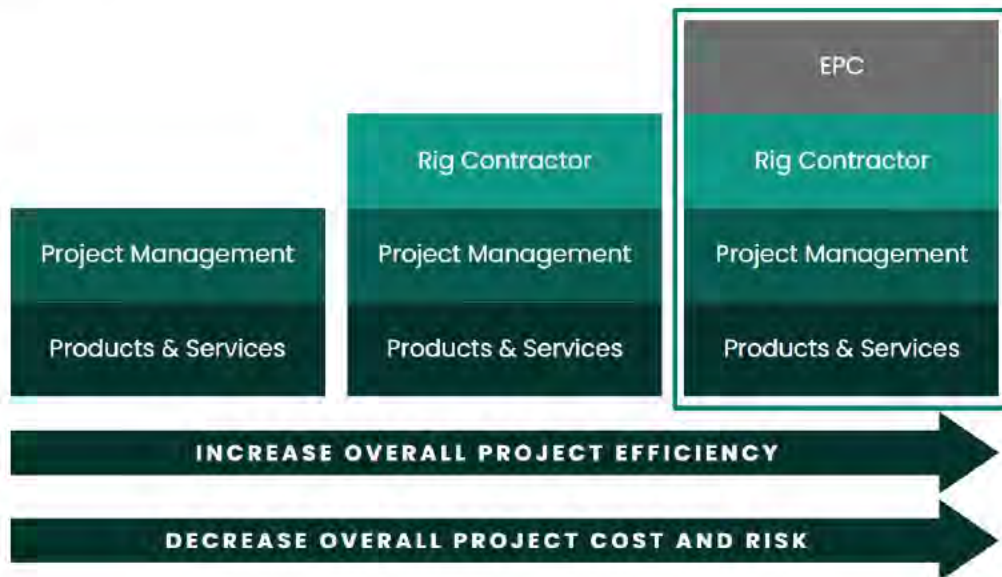 EPC
Rig Contractor
Rig Contractor
Project Management
Project Management
Project Management
Products & Services
Products & Services
Products & Services
INCREASE OVERALL PROJECT EFFICIENCY
DECREASE OVERALL PROJECT COST AND RISK